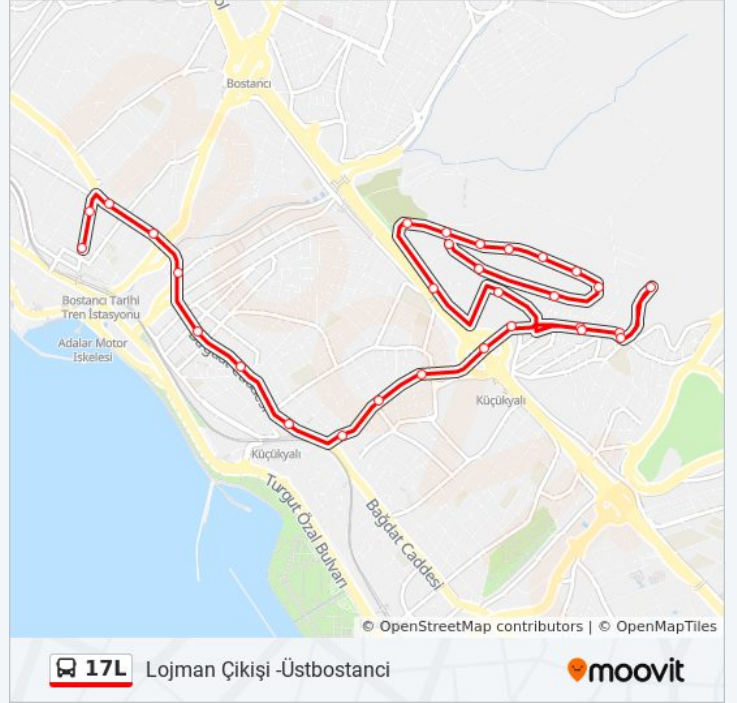 Bostancı
Bostancı Tarihî
Tren İstasyonu
Adalar Motor
İskelesi
Küçükyalı
Küçükyalı
Turgut Özal Bulvarı
Bağdat Caddesi
© OpenStreetMap contributors | © OpenMapTiles
17L
Lojman Çikişi -Üstbostanci
moovit